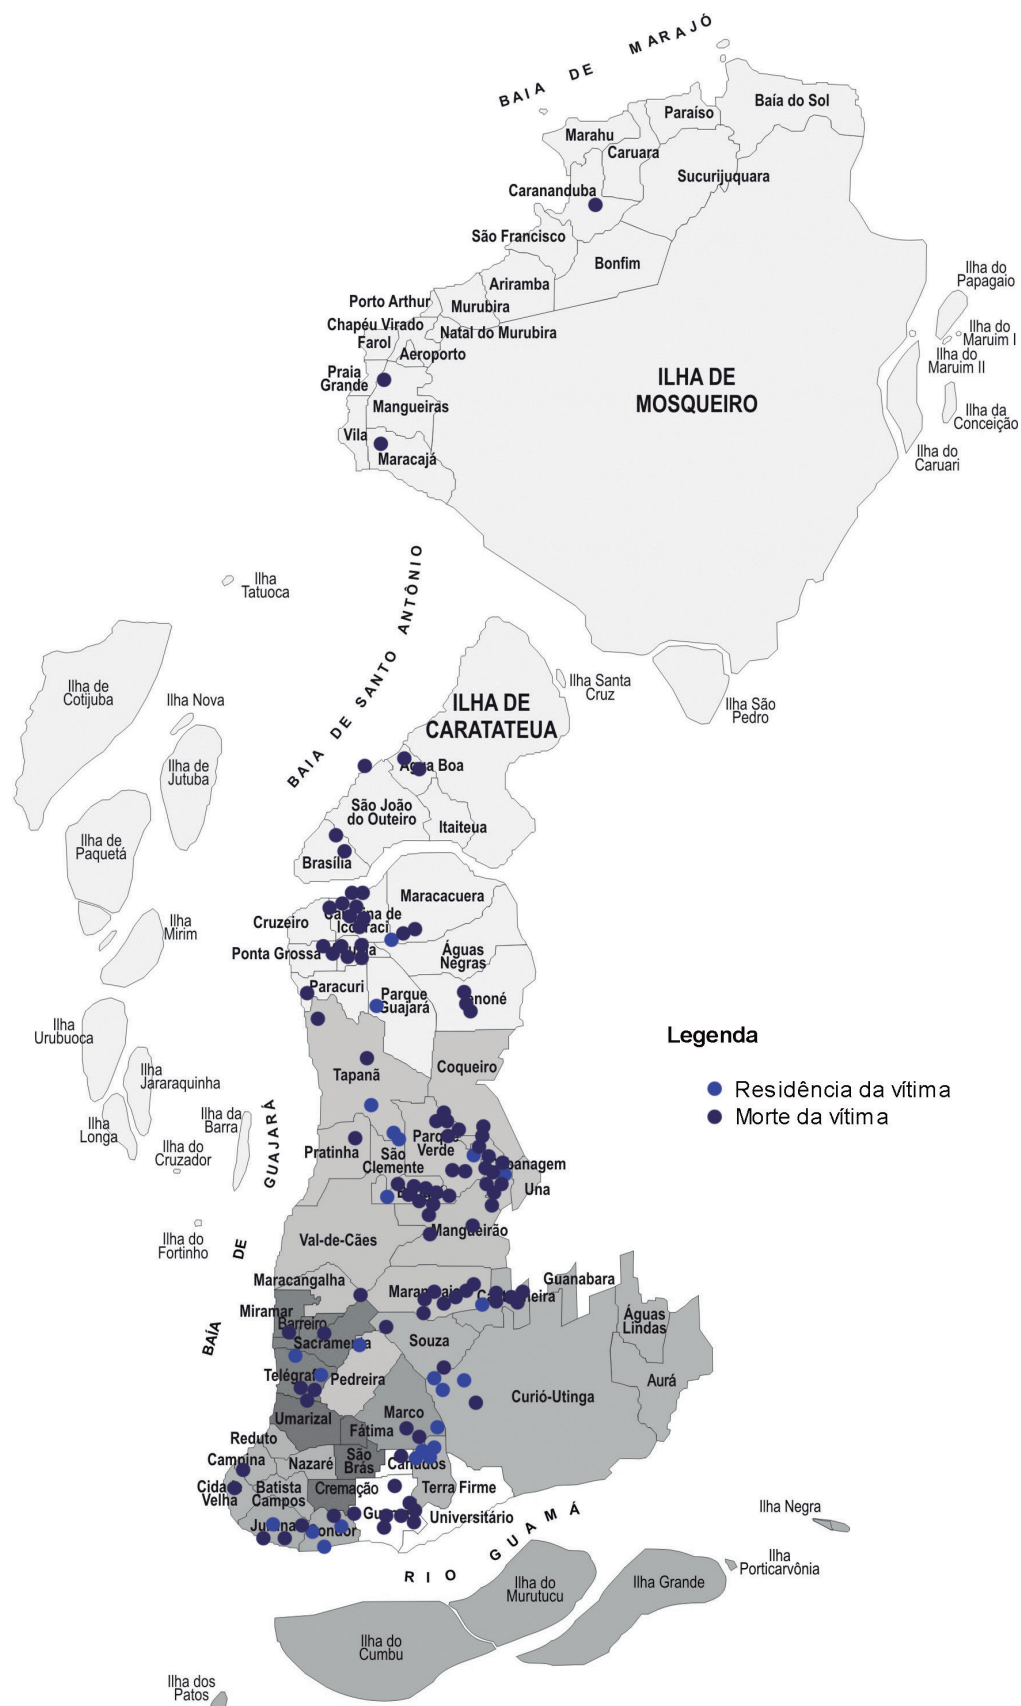 BAIA DE MARAJÓ
Baía do Sol
Paraíso
Marahu
Caruara
Sucurijuquara
Carananduba
São Francisco
Bonfim
Ariramba
Porto Arthur
Murubira
Chapéu Virado
Natal do Murubira
Farol
Aeroporto
Praia
Grande
Mangueiras
Vila
Maracajá
ILHA DE
MOSQUEIRO
Ilha do
Papagaio
Ilha do
Maruim I
Ilha do
Maruim II
Ilha da
Conceição
Ilha do
Caruari
BAIA DE SANTO ANTÔNIO
Ilha
Tatuoca
Ilha de
Cotijuba
Ilha Nova
Ilha de
Jutuba
Ilha de
Paquetá
Ilha
Mirim
ILHA DE
CARATATEUA
Ilha Santa
Cruz
Ilha São
Pedro
Água Boa
São João
do Outeiro
Itaiteua
Brasília
Maracacuera
Cruzeiro
Icoaraci
Ponta Grossa
Águas
Negras
Paracuri
Parque
Guajará
Ilha
Urubuoca
Ilha
Jararaquinha
Ilha
Longa
Ilha da
Barra
Ilha do
Cruzador
Ilha do
Fortinho
BAÍA DE GUAJARÁ
Coqueiro
Tapanã
Legenda
Residência da vítima
Morte da vítima
Pratinha
São
Clemente
Parque
Verde
Una
Mangueirão
Val-de-Cães
Maracangalha
Guanabara
Miramar
Barreiro
Sacramenta
Souza
Águas
Lindas
Aurá
Telégrafo
Pedreira
Curió-Utinga
Marco
Umarizal
Fátima
Reduto
Campina
Nazaré
São
Brás
Canudos
Cidade
Velha
Batista
Campos
Cremação
Terra Firme
Universitário
RIO GUAMÁ
Ilha Negra
Ilha
Porticarvônia
Ilha do
Murutucu
Ilha Grande
Ilha do
Cumbu
Ilha dos
Patos